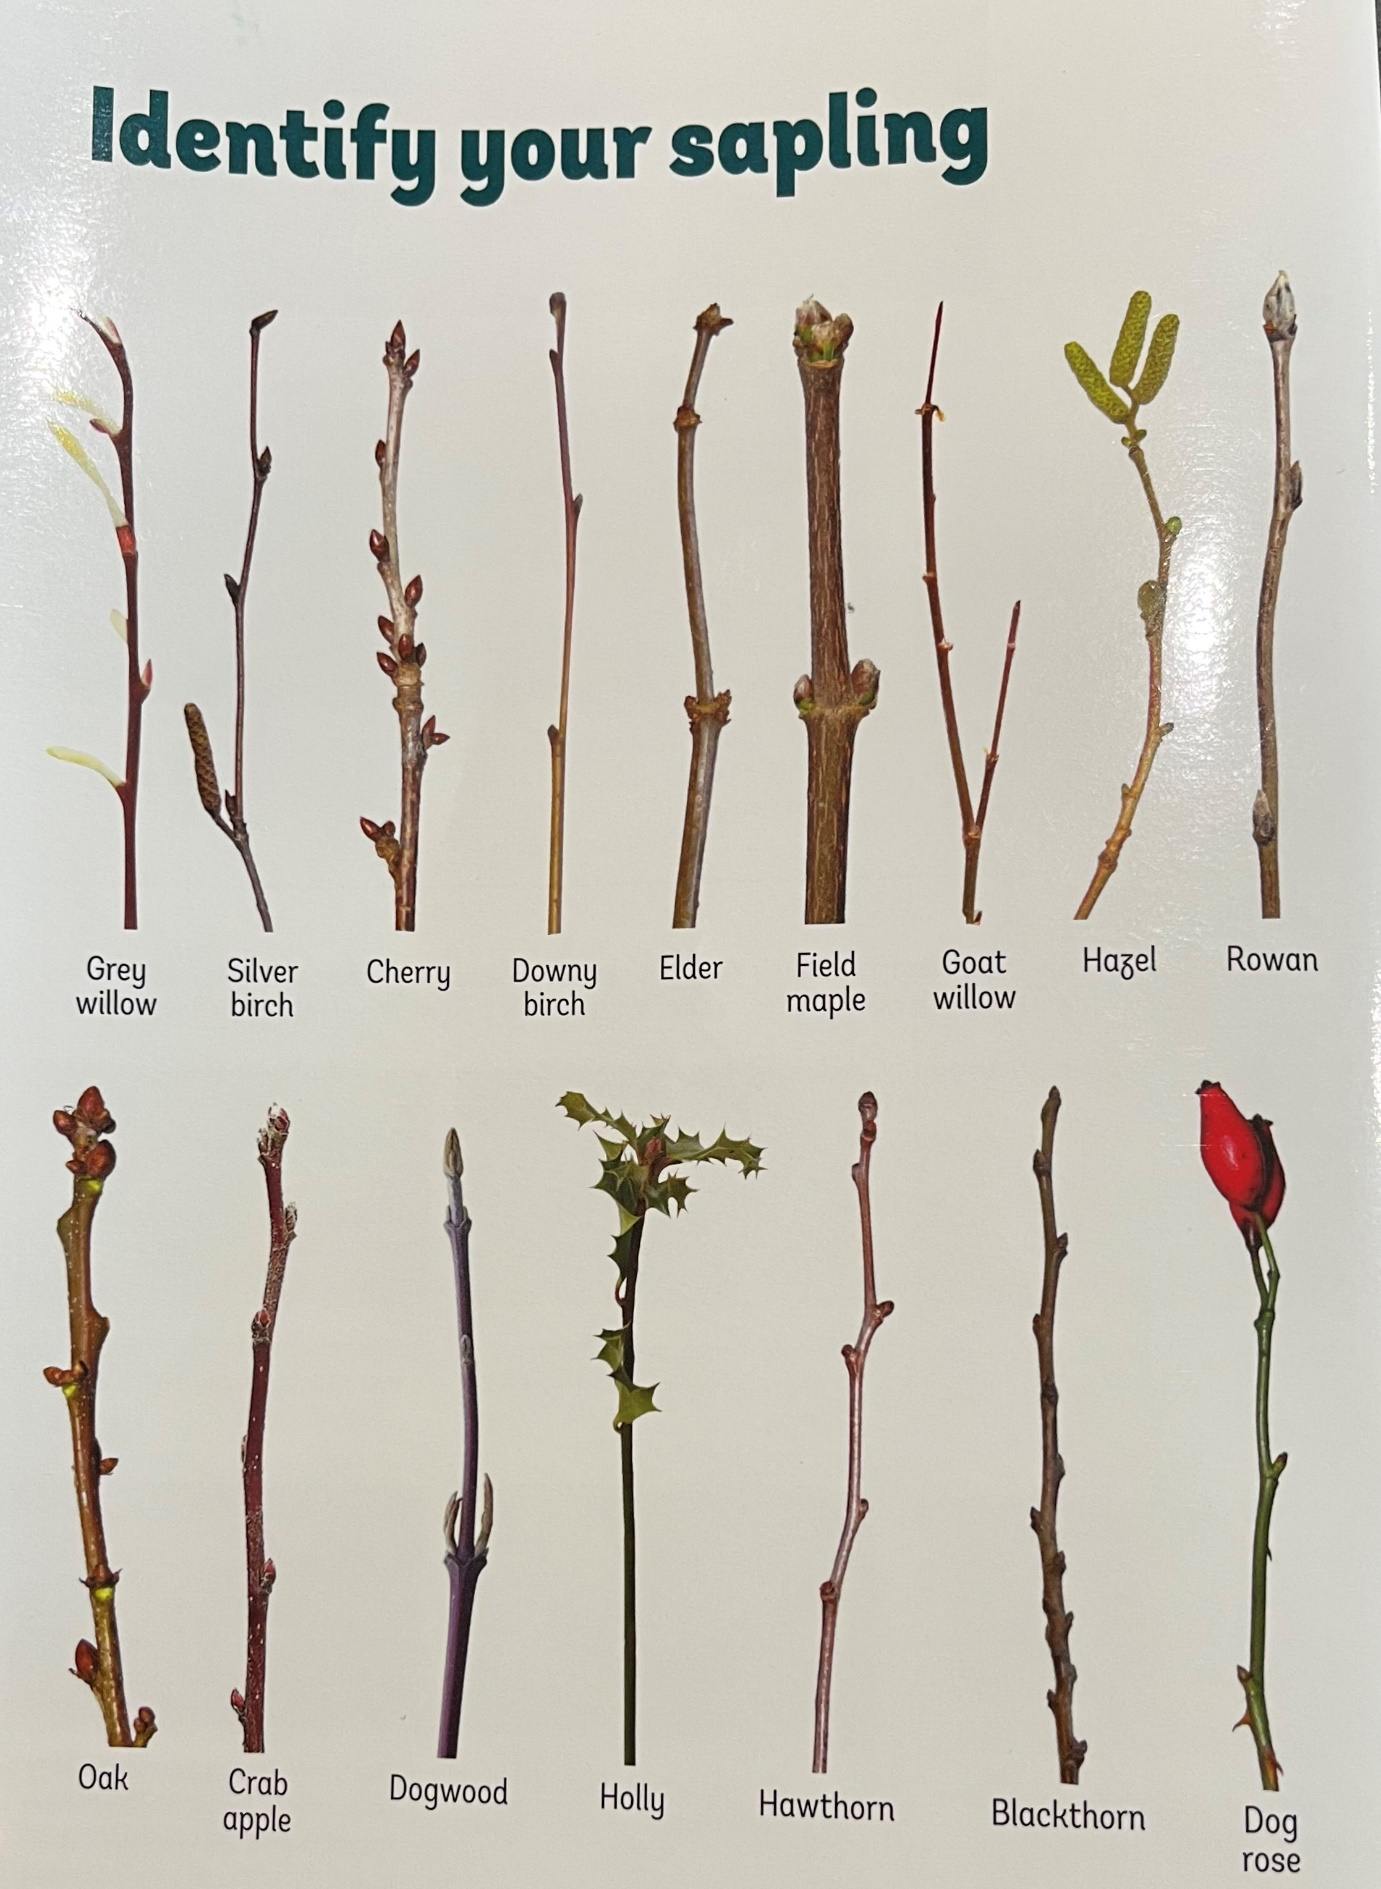 Identify your sapling
Grey
willow
Silver
birch
Cherry
Downy
birch
Elder
Field
maple
Goat
willow
Hazel
Rowan
Oak
Crab
apple
Dogwood
Holly
Hawthorn
Blackthorn
Dog
rose